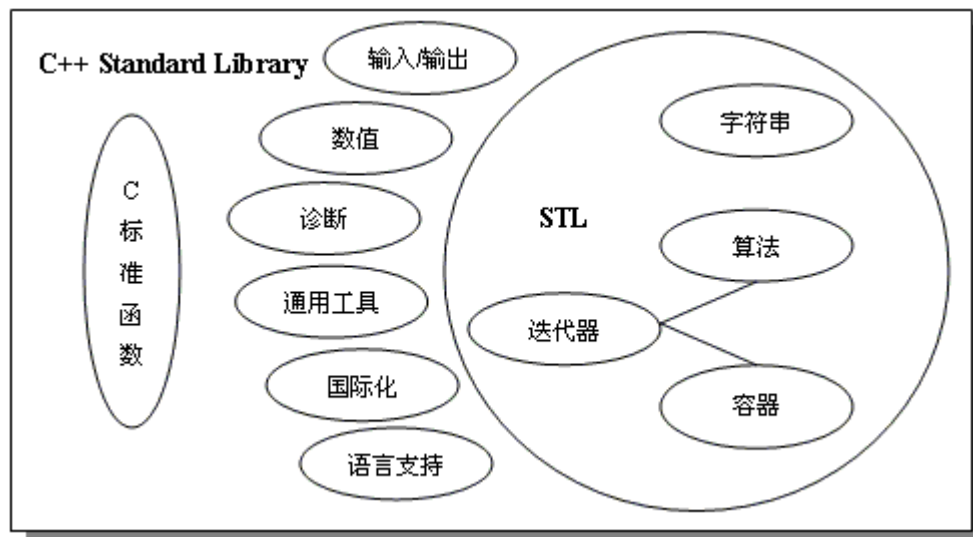 C++ Standard Library
输入/输出
数值
诊断
通用工具
国际化
语言支持
C标准函数
STL
字符串
算法
迭代器
容器